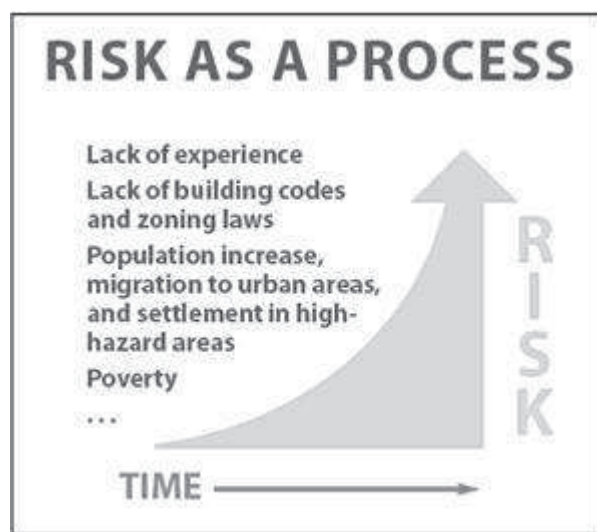 RISK AS A PROCESS
Lack of experience
Lack of building codes
and zoning laws
Population increase,
migration to urban areas,
and settlement in high-
hazard areas
Poverty
...
RISK
TIME